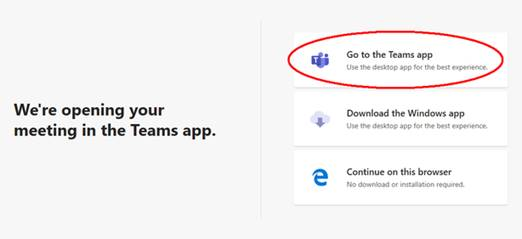 We're opening your
meeting in the Teams app.
Go to the Teams app
Use the desktop app for the best experience.
Download the Windows app
Use the desktop app for the best experience.
Continue on this browser
No download or installation required.